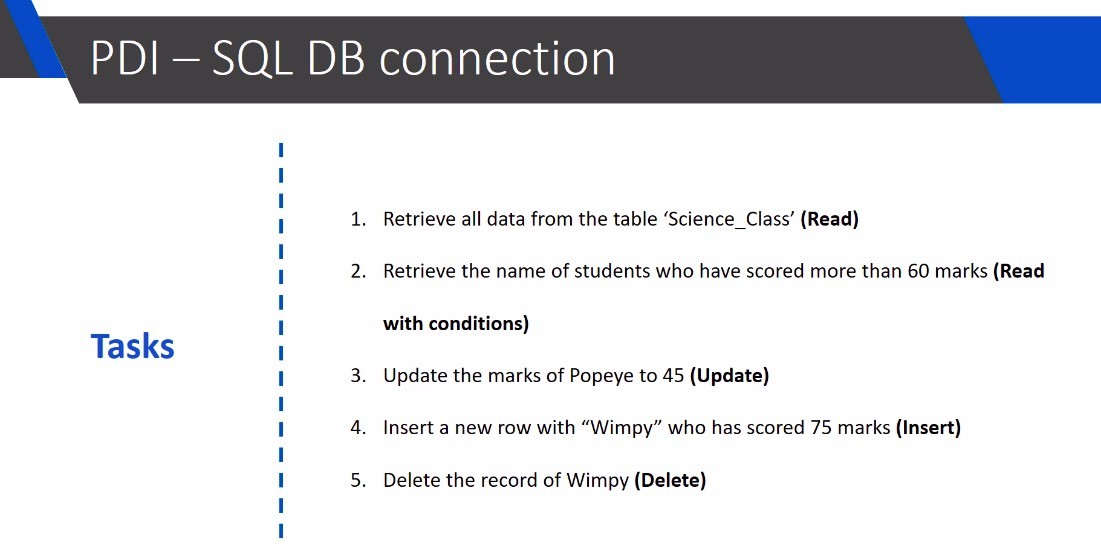 PDI – SQL DB connection
Tasks
1. Retrieve all data from the table ‘Science_Class’ (Read)
2. Retrieve the name of students who have scored more than 60 marks (Read
with conditions)
3. Update the marks of Popeye to 45 (Update)
4. Insert a new row with “Wimpy” who has scored 75 marks (Insert)
5. Delete the record of Wimpy (Delete)